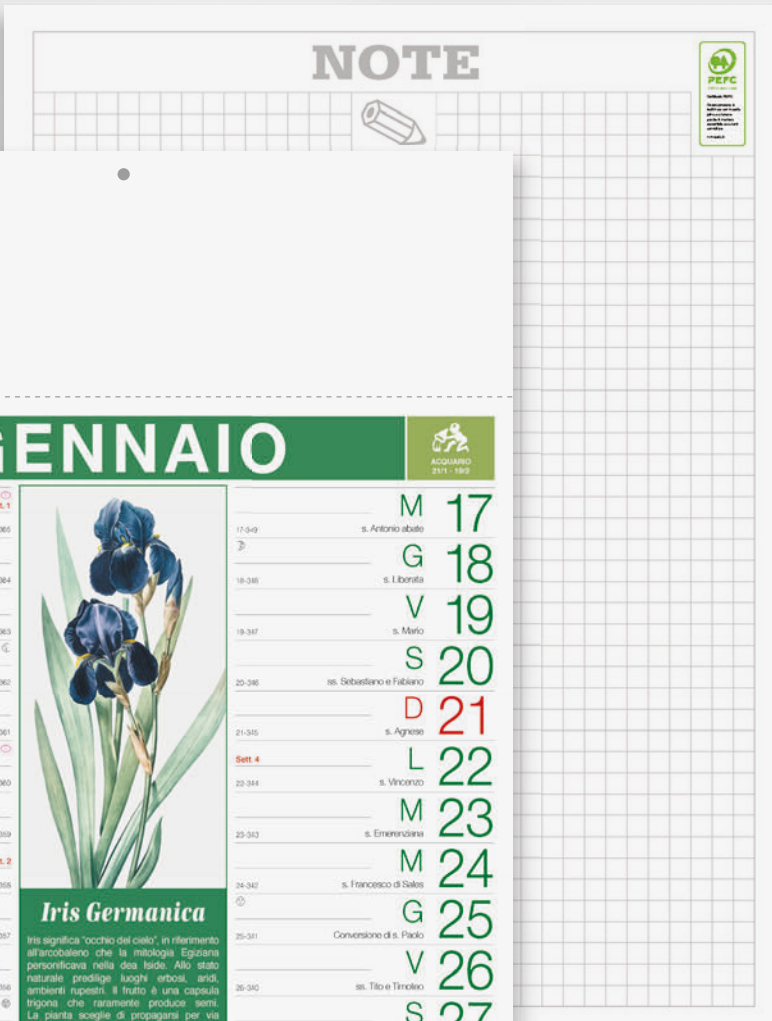 NOTE
PEFC
GENNAIO
ACQUARIO
21/1 - 19/2
M 17
17-349
s. Antonio abate
G 18
18-348
s. Liberata
V 19
19-347
s. Mario
S 20
20-346
ss. Sebastiano e Fabiano
D 21
21-345
s. Agnese
Sett. 4
L 22
22-344
s. Vincenzo
M 23
23-343
s. Emerenziana
M 24
24-342
s. Francesco di Sales
G 25
25-341
Conversione di s. Paolo
V 26
26-340
ss. Tito e Timoteo
S 27
Iris Germanica
Iris significa "occhio del cielo", in riferimento
all'arcobaleno che la mitologia Egiziana
personificava nella dea Iside. Allo stato
naturale predilige luoghi erbosi, aridi,
ambienti rupestri. Il frutto è una capsula
trigona che raramente produce semi.
La pianta sceglie di propagarsi per via